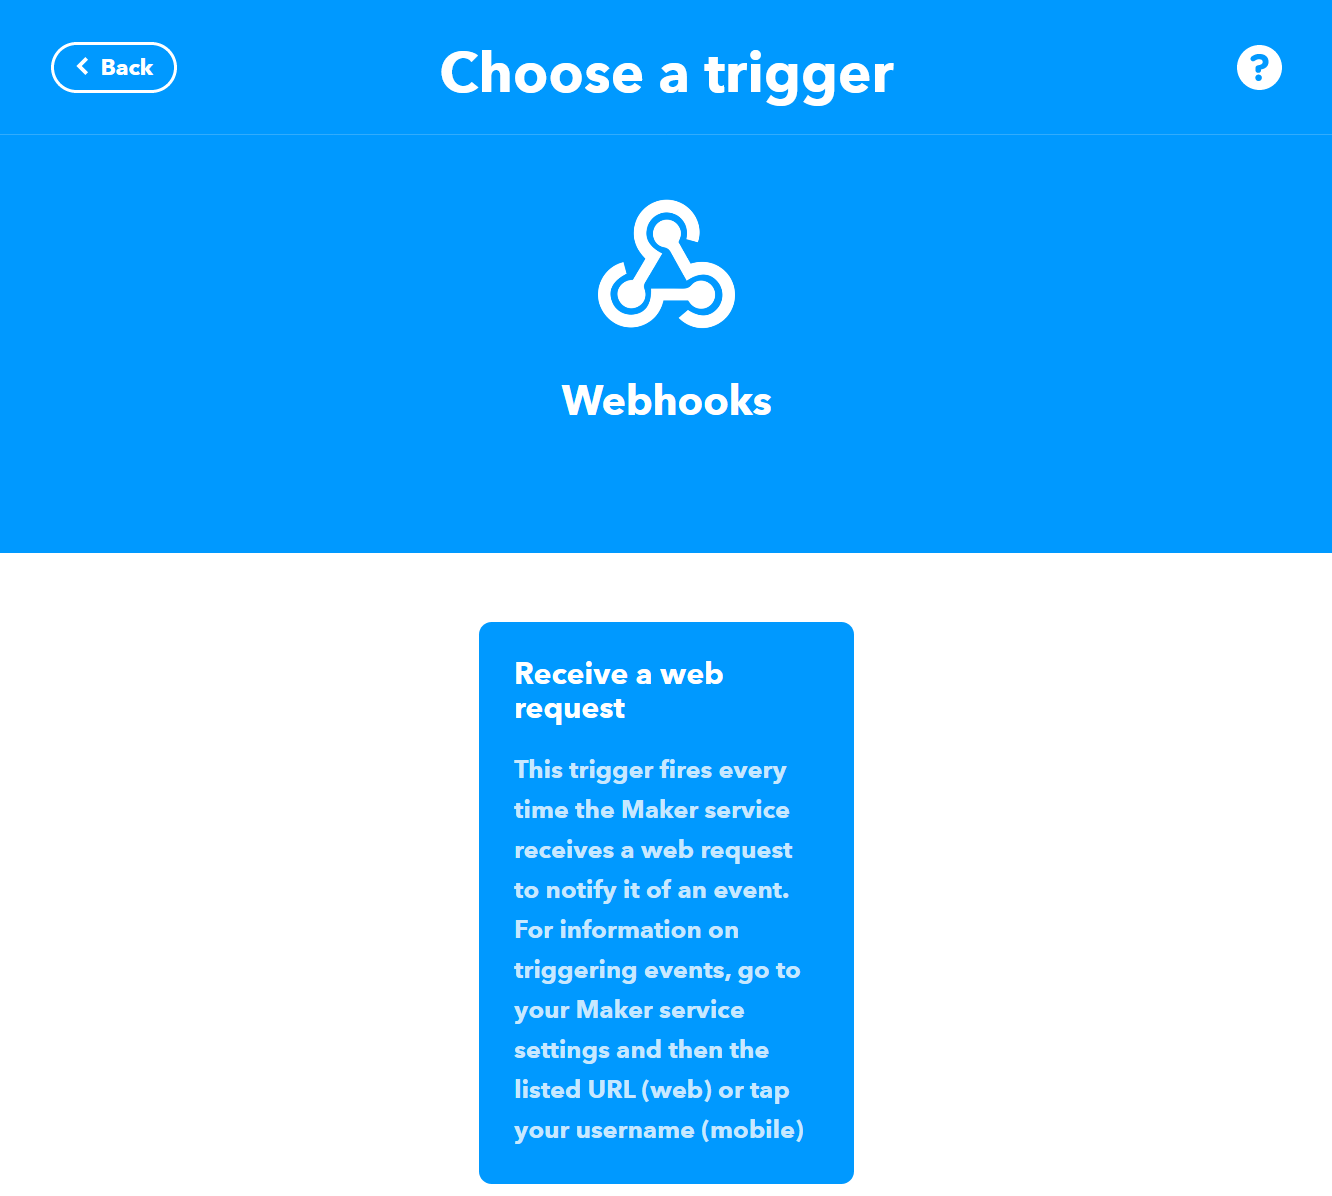 Back
Choose a trigger
?
Webhooks
Receive a web
request
This trigger fires every
time the Maker service
receives a web request
to notify it of an event.
For information on
triggering events, go to
your Maker service
settings and then the
listed URL (web) or tap
your username (mobile)